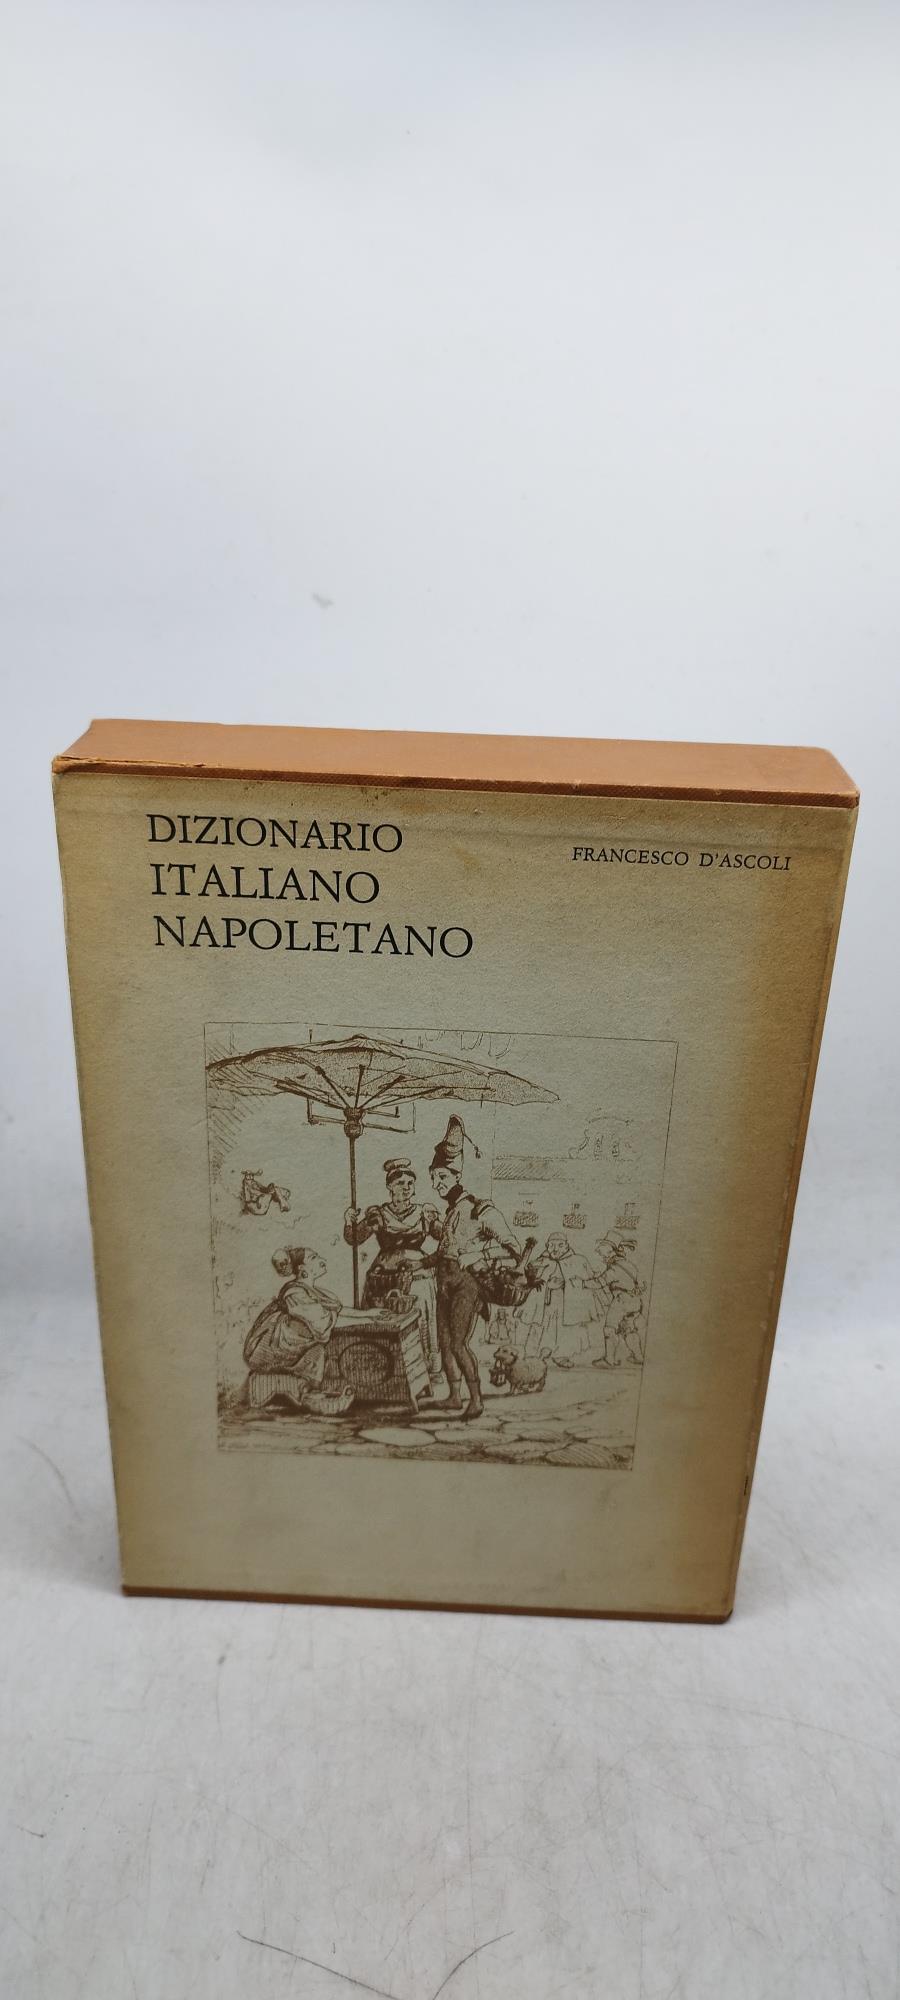 DIZIONARIO
ITALIANO
NAPOLETANO
FRANCESCO D'ASCOLI